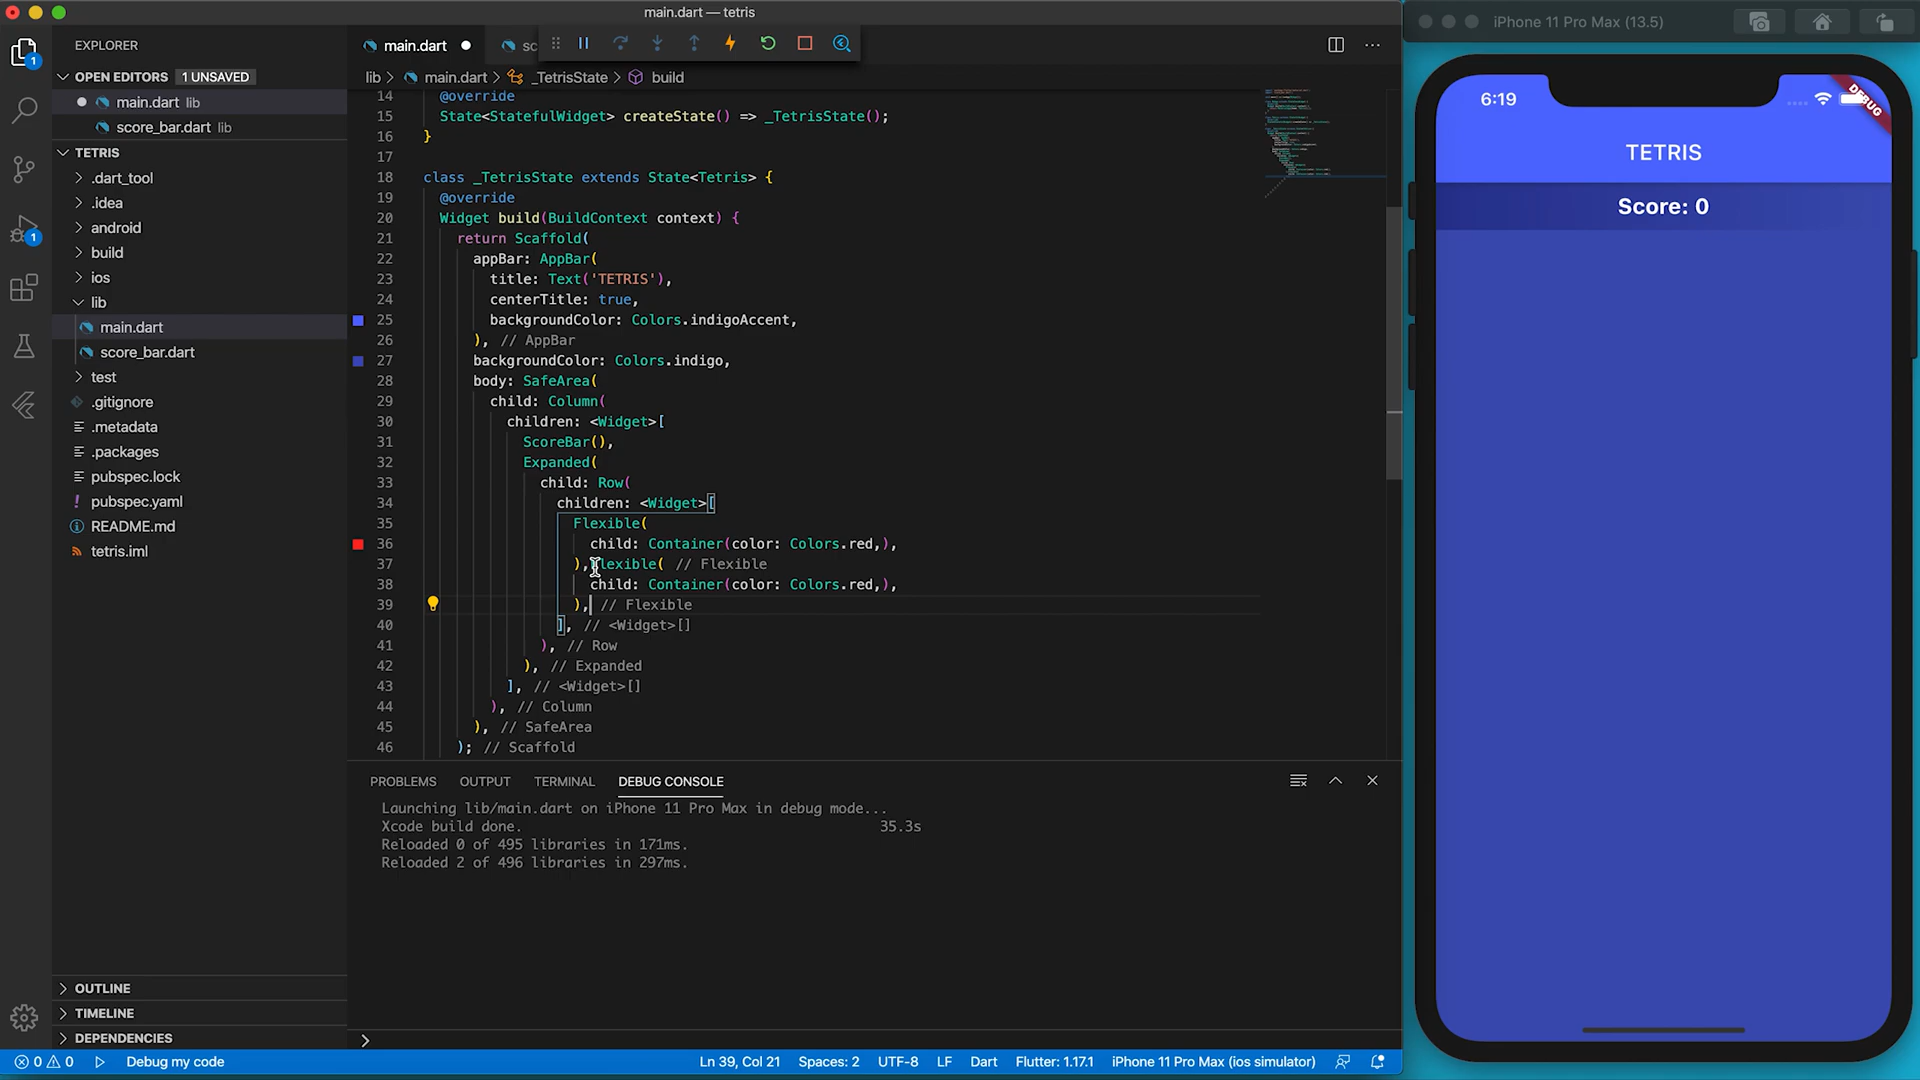 main.dart — tetris
EXPLORER
OPEN EDITORS 1 UNSAVED
main.dart lib
score_bar.dart lib
TETRIS
.dart_tool
.idea
android
build
ios
lib
main.dart
score_bar.dart
test
.gitignore
.metadata
.packages
pubspec.lock
pubspec.yaml
README.md
tetris.iml
OUTLINE
TIMELINE
DEPENDENCIES
1
1
main.dart
sc
lib > main.dart > _TetrisState > build
14 @override
15 State<StatefulWidget> createState() => _TetrisState();
16 }
17
18 class _TetrisState extends State<Tetris> {
19 @override
20 Widget build(BuildContext context) {
21 return Scaffold(
22 appBar: AppBar(
23 title: Text('TETRIS'),
24 centerTitle: true,
25 backgroundColor: Colors.indigoAccent,
26 ), // AppBar
27 backgroundColor: Colors.indigo,
28 body: SafeArea(
29 child: Column(
30 children: <Widget>[
31 ScoreBar(),
32 Expanded(
33 child: Row(
34 children: <Widget>[
35 Flexible(
36 child: Container(color: Colors.red,),
37 ),Flexible( // Flexible
38 child: Container(color: Colors.red,),
39 ), // Flexible
40 ], // <Widget>[]
41 ), // Row
42 ), // Expanded
43 ], // <Widget>[]
44 ), // Column
45 ), // SafeArea
46 ); // Scaffold
PROBLEMS OUTPUT TERMINAL DEBUG CONSOLE
Launching lib/main.dart on iPhone 11 Pro Max in debug mode...
Xcode build done. 35.3s
Reloaded 0 of 495 libraries in 171ms.
Reloaded 2 of 496 libraries in 297ms.
0 0 Debug my code Ln 39, Col 21 Spaces: 2 UTF-8 LF Dart Flutter: 1.17.1 iPhone 11 Pro Max (ios simulator)
iPhone 11 Pro Max (13.5)
6:19
DEBUG
TETRIS
Score: 0